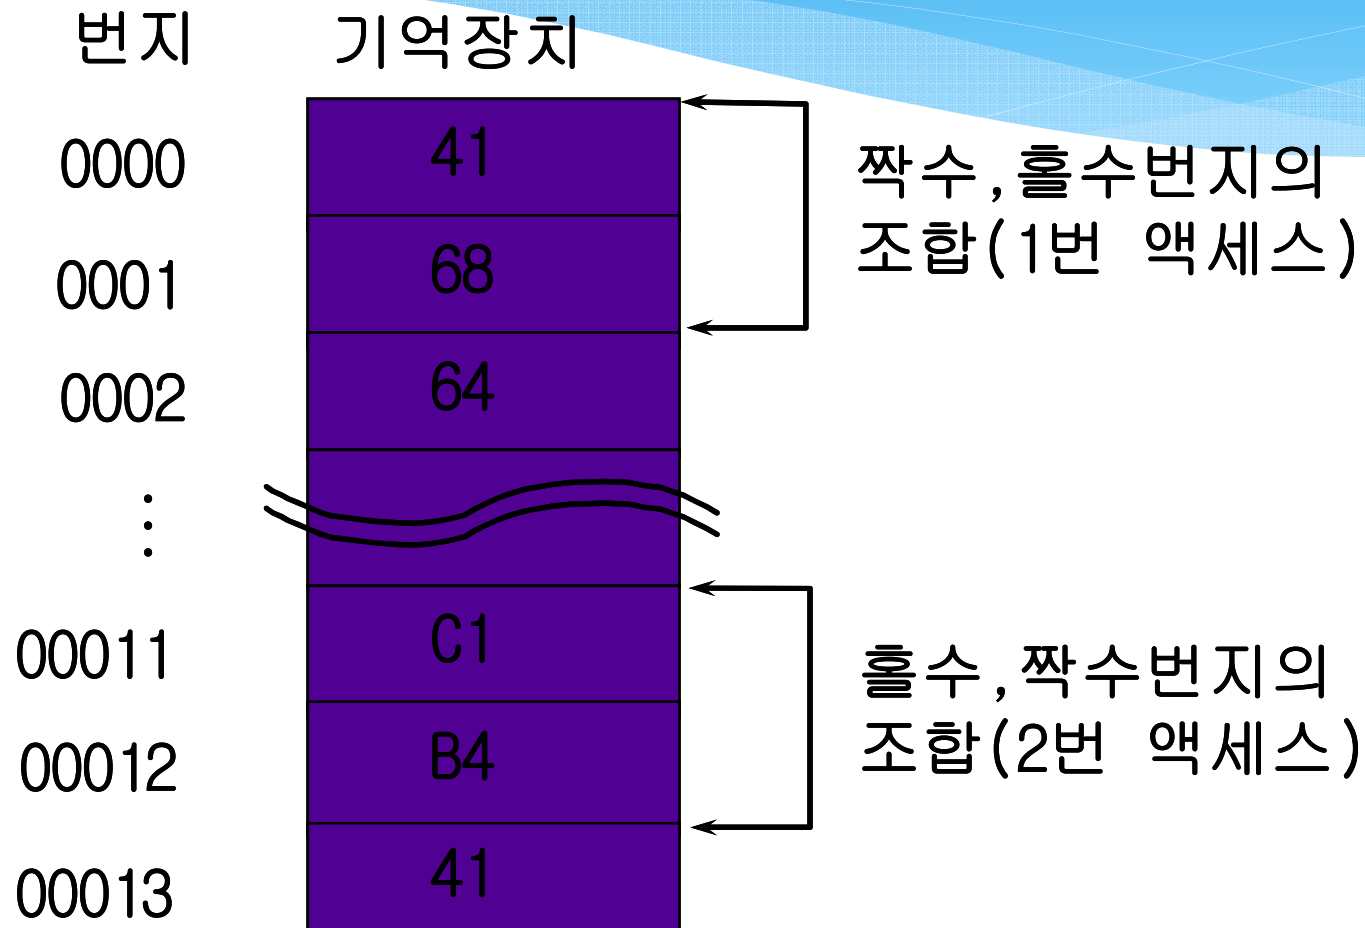 번지 기억장치
0000 41
0001 68
0002 64
짝수,홀수번지의
조합(1번 액세스)
:
00011 C1
00012 B4
00013 41
홀수,짝수번지의
조합(2번 액세스)